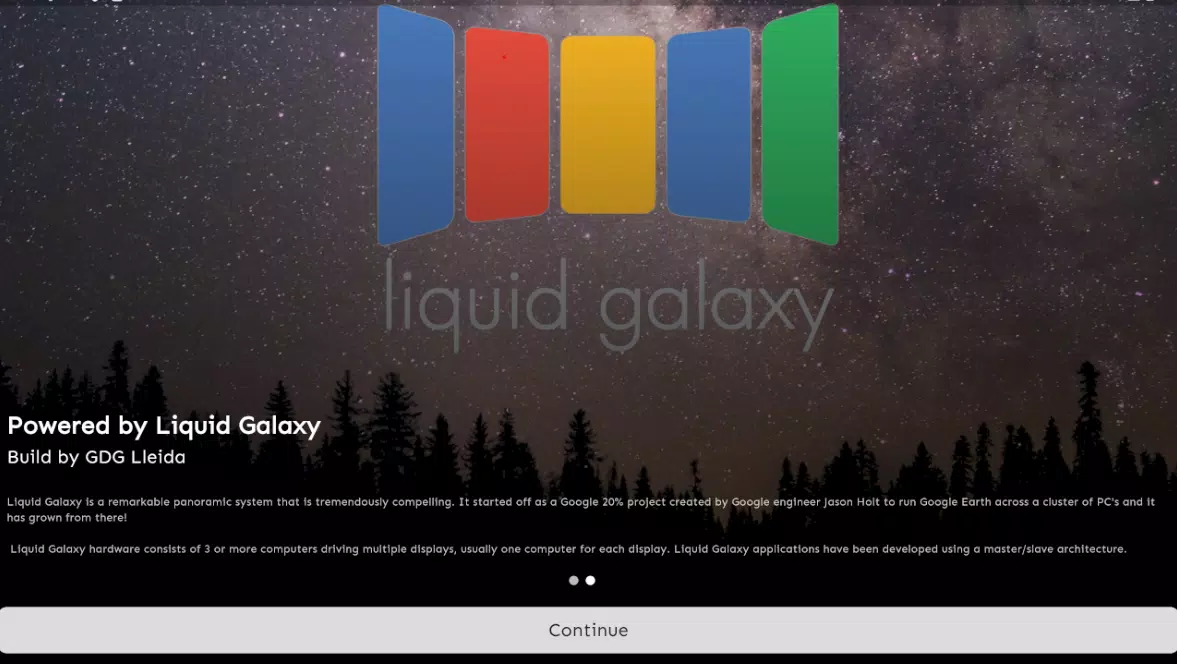 liquid galaxy
Powered by Liquid Galaxy
Build by GDG Lleida
Liquid Galaxy is a remarkable panoramic system that is tremendously compelling. It started off as a Google 20% project created by Google engineer Jason Holt to run Google Earth across a cluster of PC's and it
has grown from there!
Liquid Galaxy hardware consists of 3 or more computers driving multiple displays, usually one computer for each display. Liquid Galaxy applications have been developed using a master/slave architecture.
Continue